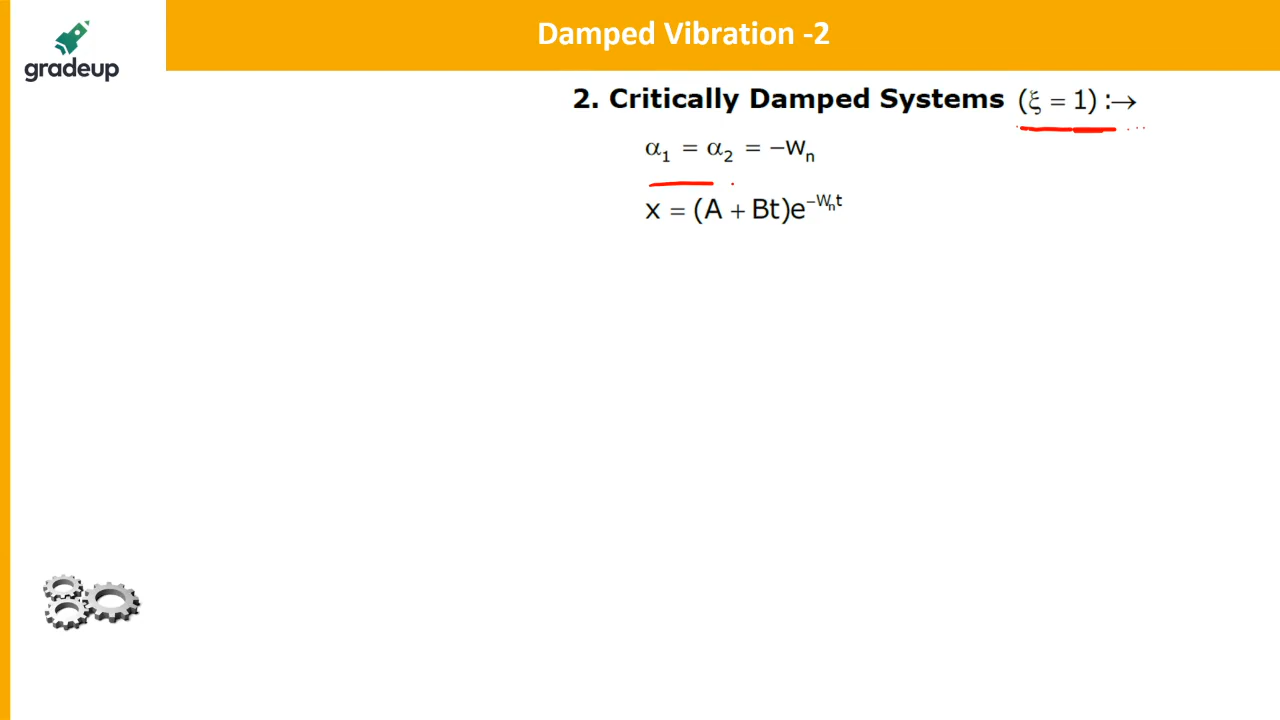 Damped Vibration -2
gradeup
2. Critically Damped Systems (ξ = 1) :→
α₁ = α₂ = −wₙ
x = (A + Bt)e^−Wₙt